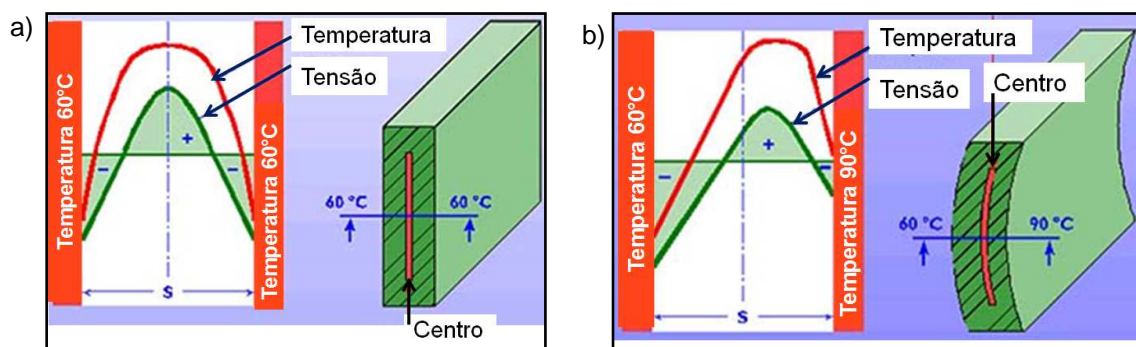 a)
Temperatura 60°C
Temperatura
Tensão
+
−
−
Temperatura 60°C
S
60 °C
60 °C
Centro
b)
Temperatura 60°C
Temperatura
Tensão
+
−
−
Temperatura 90°C
S
Centro
60 °C
90 °C